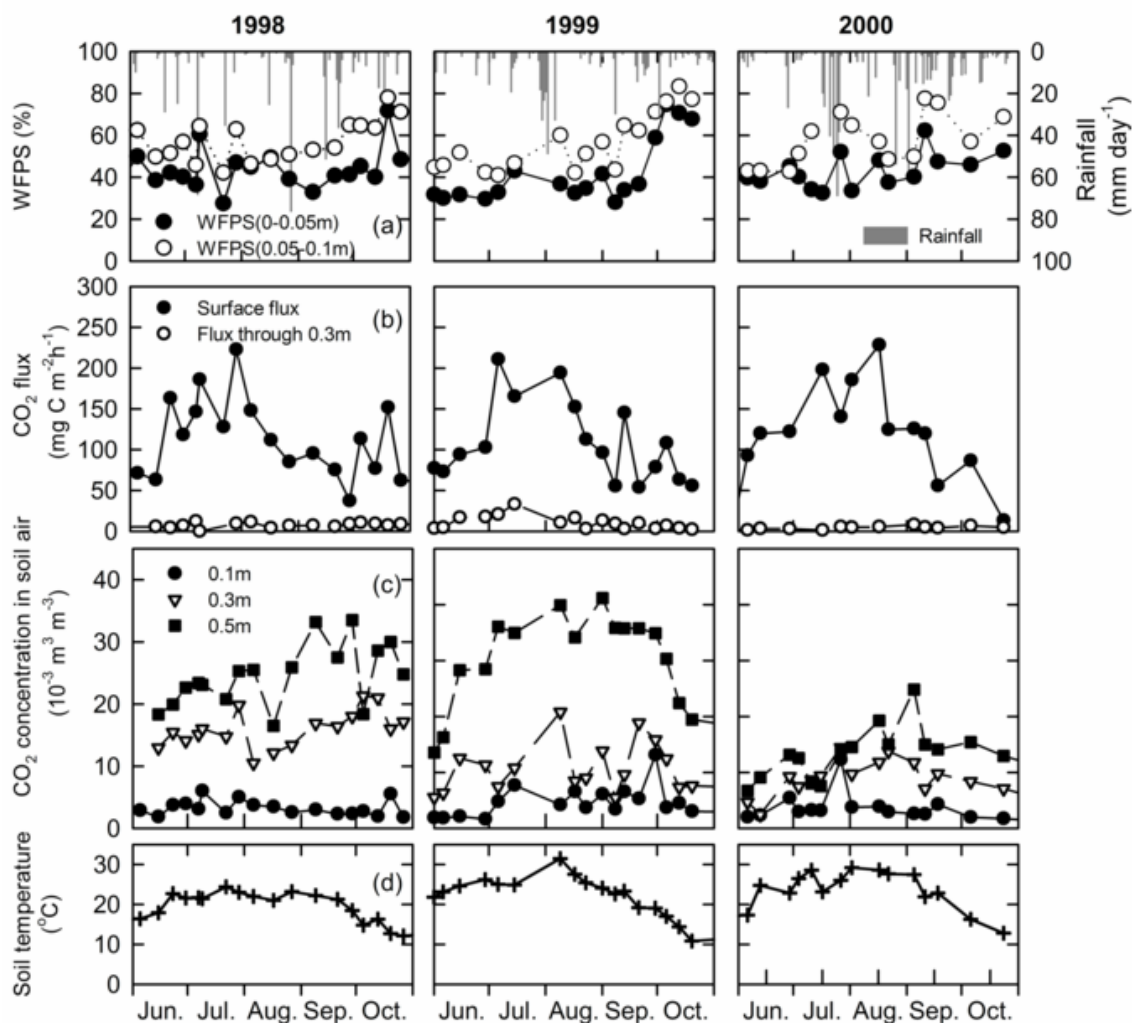 1998 1999 2000
WFPS (%)
100
80
60
40
20
0
WFPS(0-0.05m) (a)
WFPS(0.05-0.1m)
Rainfall
0
20
40
60
80
100
Rainfall
(mm day⁻¹)
CO₂ flux
(mg C m⁻²h⁻¹)
300
250
200
150
100
50
0
Surface flux (b)
Flux through 0.3m
CO₂ concentration in soil air
(10⁻³ m³ m⁻³)
40
30
20
10
0
0.1m (c)
0.3m
0.5m
Soil temperature
(°C)
30
20
10
0
(d)
Jun. Jul. Aug. Sep. Oct. Jun. Jul. Aug. Sep. Oct. Jun. Jul. Aug. Sep. Oct.